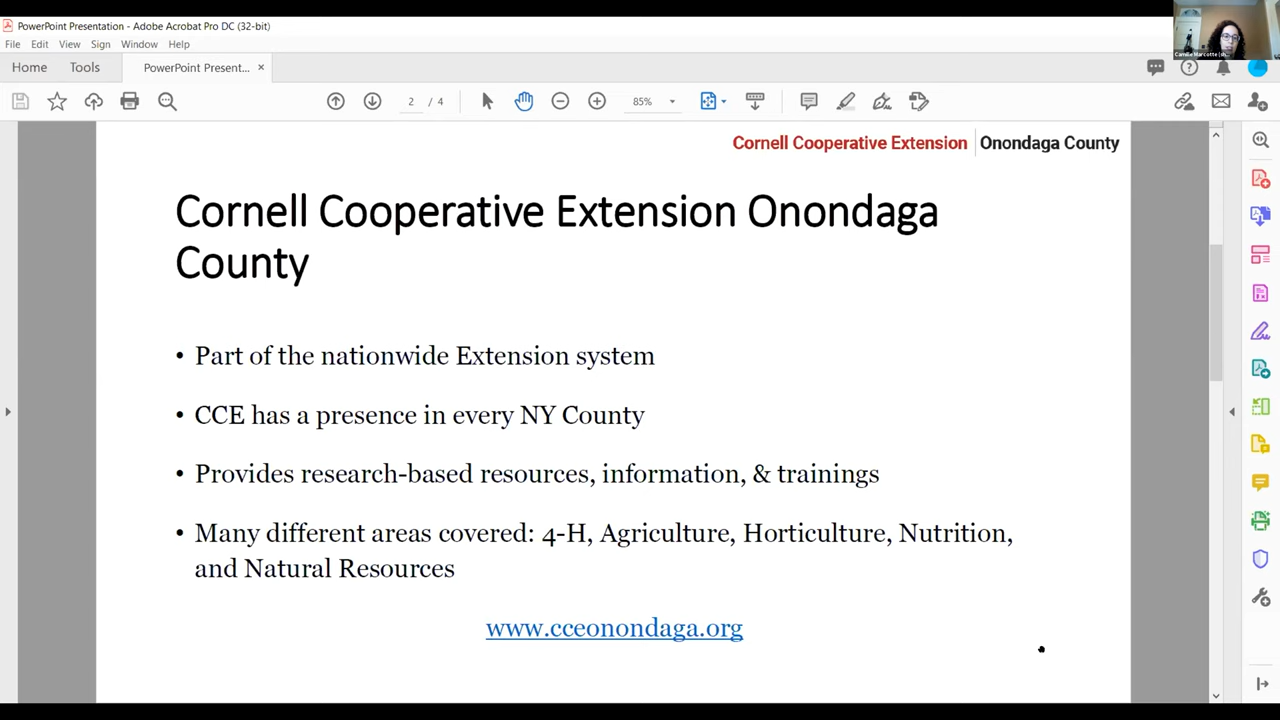 PowerPoint Presentation - Adobe Acrobat Pro DC (32-bit)
File Edit View Sign Window Help
Home Tools PowerPoint Present... ×
2 / 4 85%
Camille Marcotte (sh...
Cornell Cooperative Extension | Onondaga County
Cornell Cooperative Extension Onondaga
County
• Part of the nationwide Extension system
• CCE has a presence in every NY County
• Provides research-based resources, information, & trainings
• Many different areas covered: 4-H, Agriculture, Horticulture, Nutrition,
and Natural Resources
www.cceonondaga.org